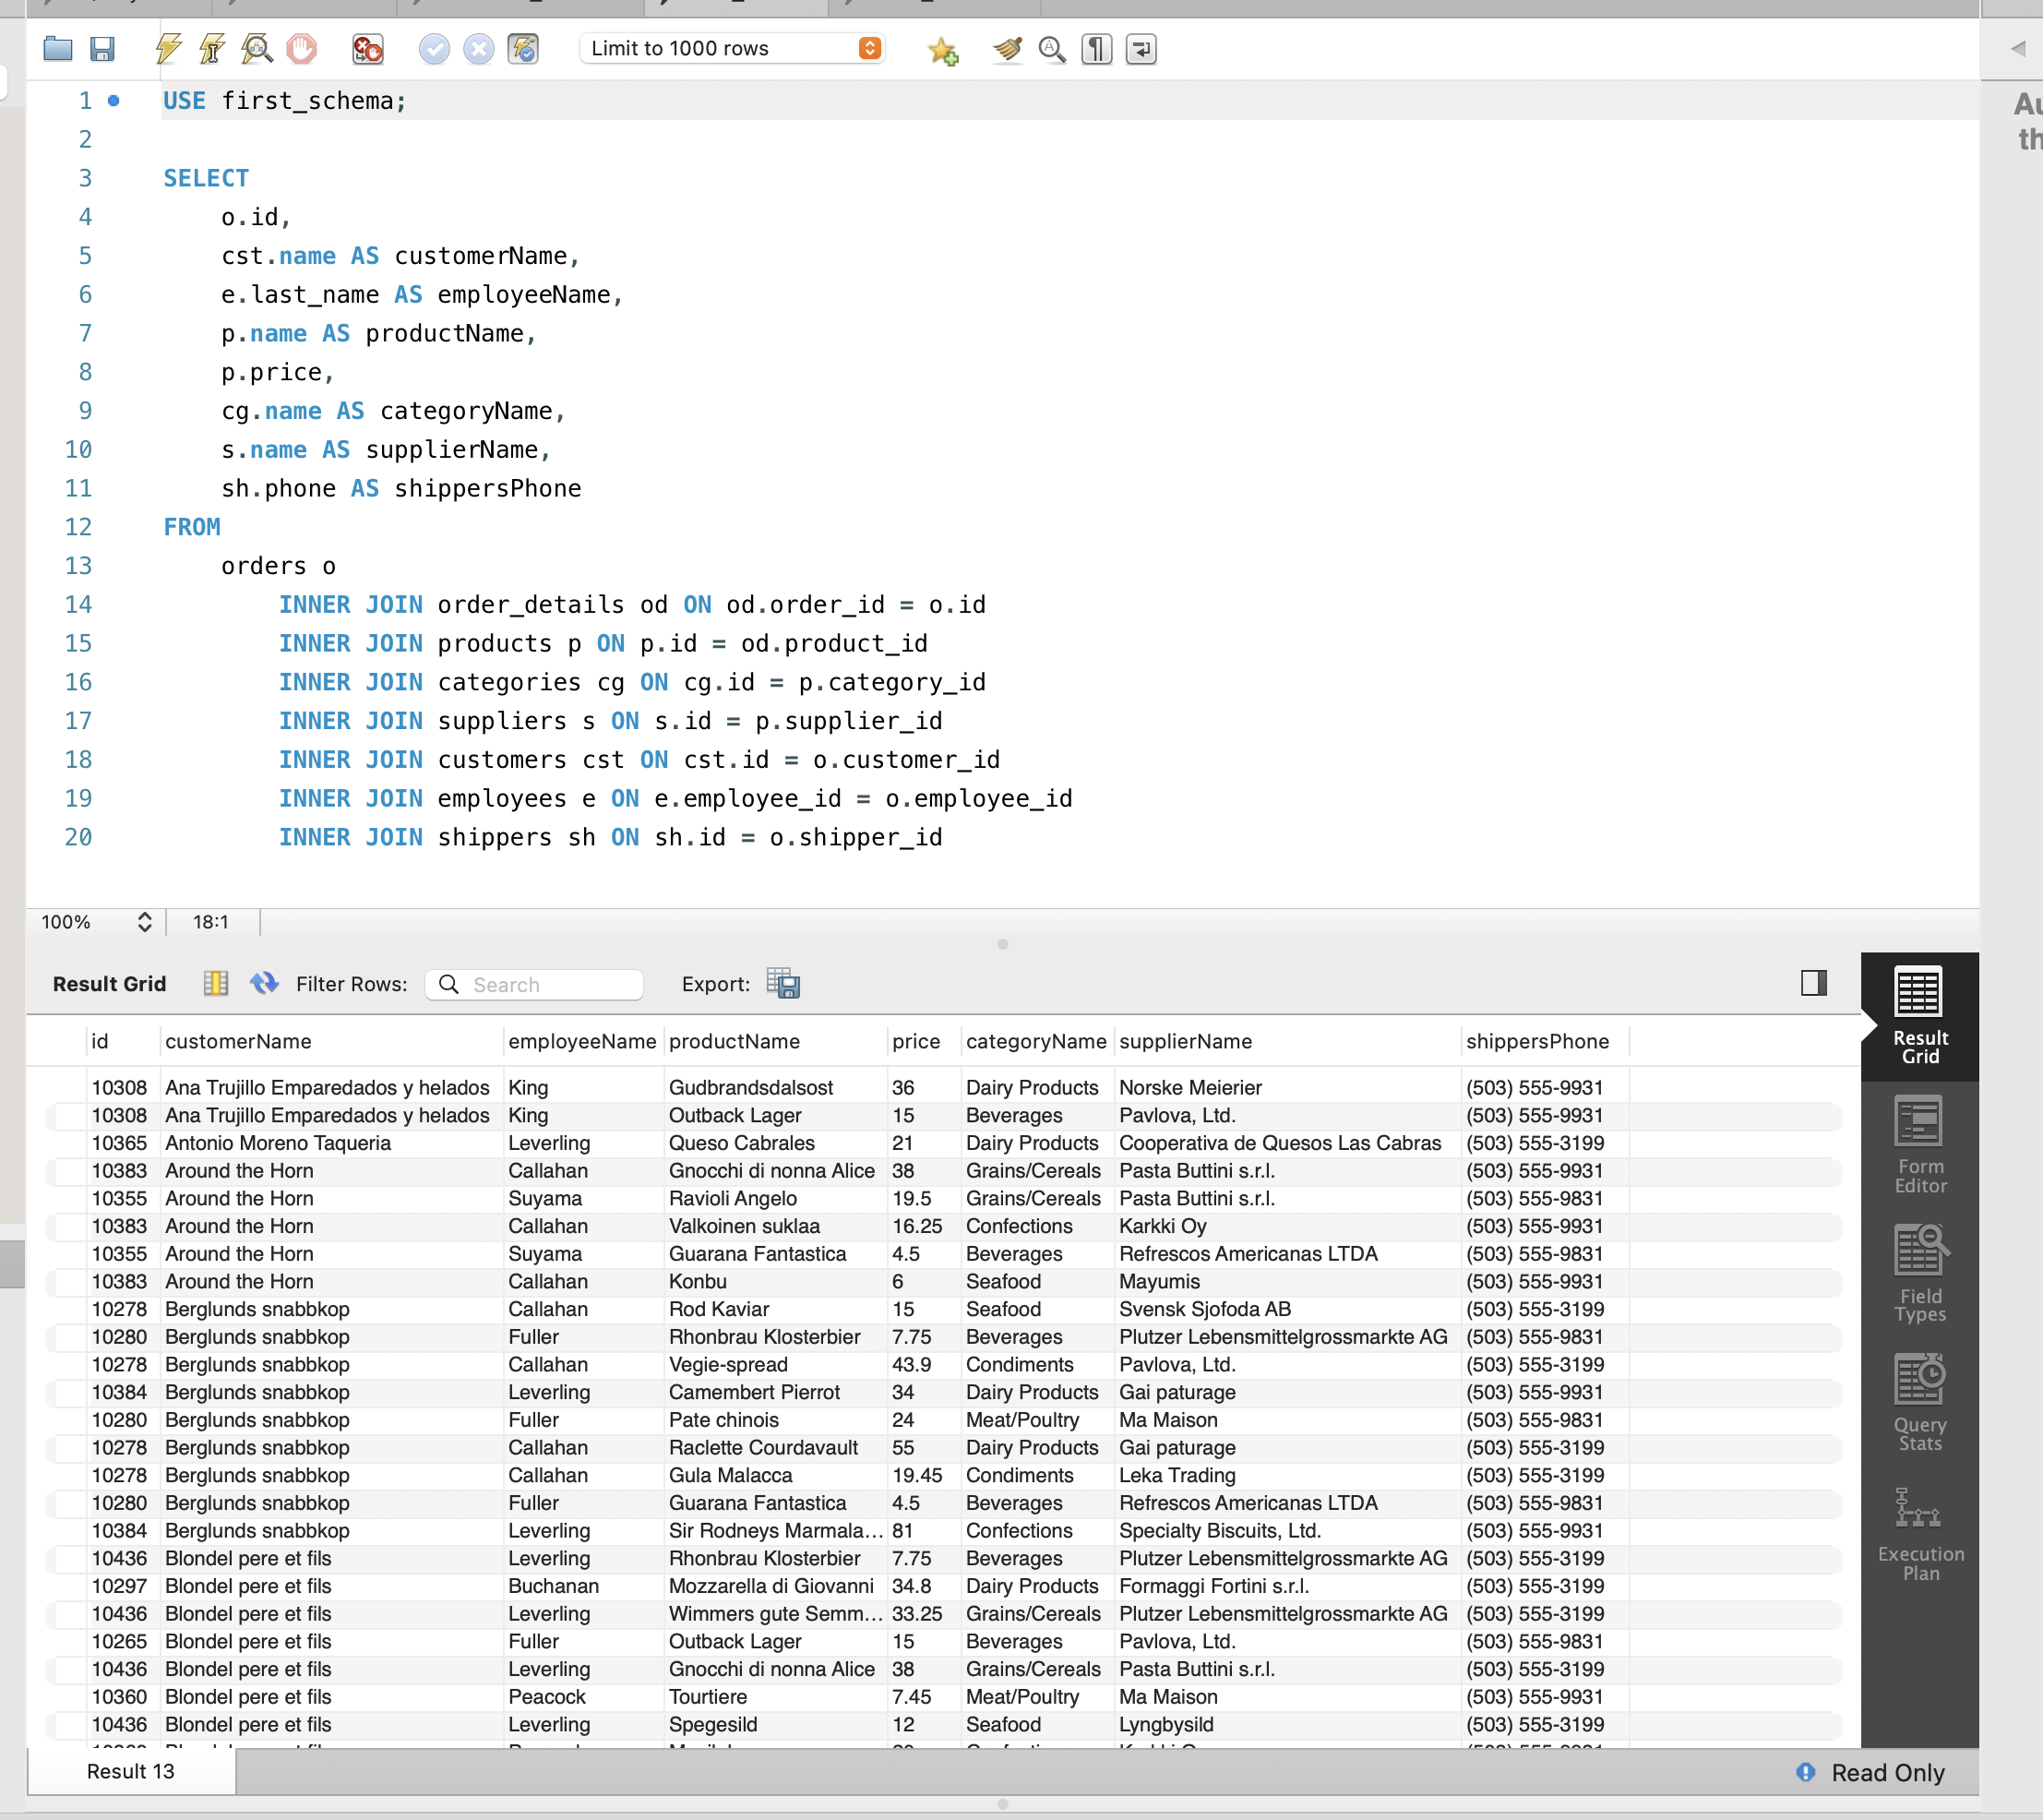 Limit to 1000 rows
1 USE first_schema;
2
3 SELECT
4 o.id,
5 cst.name AS customerName,
6 e.last_name AS employeeName,
7 p.name AS productName,
8 p.price,
9 cg.name AS categoryName,
10 s.name AS supplierName,
11 sh.phone AS shippersPhone
12 FROM
13 orders o
14 INNER JOIN order_details od ON od.order_id = o.id
15 INNER JOIN products p ON p.id = od.product_id
16 INNER JOIN categories cg ON cg.id = p.category_id
17 INNER JOIN suppliers s ON s.id = p.supplier_id
18 INNER JOIN customers cst ON cst.id = o.customer_id
19 INNER JOIN employees e ON e.employee_id = o.employee_id
20 INNER JOIN shippers sh ON sh.id = o.shipper_id
100% 18:1
Result Grid Filter Rows: Search Export:
id customerName employeeName productName price categoryName supplierName shippersPhone
10308 Ana Trujillo Emparedados y helados King Gudbrandsdalsost 36 Dairy Products Norske Meierier (503) 555-9931
10308 Ana Trujillo Emparedados y helados King Outback Lager 15 Beverages Pavlova, Ltd. (503) 555-9931
10365 Antonio Moreno Taqueria Leverling Queso Cabrales 21 Dairy Products Cooperativa de Quesos Las Cabras (503) 555-3199
10383 Around the Horn Callahan Gnocchi di nonna Alice 38 Grains/Cereals Pasta Buttini s.r.l. (503) 555-9931
10355 Around the Horn Suyama Ravioli Angelo 19.5 Grains/Cereals Pasta Buttini s.r.l. (503) 555-9831
10383 Around the Horn Callahan Valkoinen suklaa 16.25 Confections Karkki Oy (503) 555-9931
10355 Around the Horn Suyama Guarana Fantastica 4.5 Beverages Refrescos Americanas LTDA (503) 555-9831
10383 Around the Horn Callahan Konbu 6 Seafood Mayumis (503) 555-9931
10278 Berglunds snabbkop Callahan Rod Kaviar 15 Seafood Svensk Sjofoda AB (503) 555-3199
10280 Berglunds snabbkop Fuller Rhonbrau Klosterbier 7.75 Beverages Plutzer Lebensmittelgrossmarkte AG (503) 555-9831
10278 Berglunds snabbkop Callahan Vegie-spread 43.9 Condiments Pavlova, Ltd. (503) 555-3199
10384 Berglunds snabbkop Leverling Camembert Pierrot 34 Dairy Products Gai paturage (503) 555-9931
10280 Berglunds snabbkop Fuller Pate chinois 24 Meat/Poultry Ma Maison (503) 555-9831
10278 Berglunds snabbkop Callahan Raclette Courdavault 55 Dairy Products Gai paturage (503) 555-3199
10278 Berglunds snabbkop Callahan Gula Malacca 19.45 Condiments Leka Trading (503) 555-3199
10280 Berglunds snabbkop Fuller Guarana Fantastica 4.5 Beverages Refrescos Americanas LTDA (503) 555-9831
10384 Berglunds snabbkop Leverling Sir Rodneys Marmala... 81 Confections Specialty Biscuits, Ltd. (503) 555-9931
10436 Blondel pere et fils Leverling Rhonbrau Klosterbier 7.75 Beverages Plutzer Lebensmittelgrossmarkte AG (503) 555-3199
10297 Blondel pere et fils Buchanan Mozzarella di Giovanni 34.8 Dairy Products Formaggi Fortini s.r.l. (503) 555-3199
10436 Blondel pere et fils Leverling Wimmers gute Semm... 33.25 Grains/Cereals Plutzer Lebensmittelgrossmarkte AG (503) 555-3199
10265 Blondel pere et fils Fuller Outback Lager 15 Beverages Pavlova, Ltd. (503) 555-9831
10436 Blondel pere et fils Leverling Gnocchi di nonna Alice 38 Grains/Cereals Pasta Buttini s.r.l. (503) 555-3199
10360 Blondel pere et fils Peacock Tourtiere 7.45 Meat/Poultry Ma Maison (503) 555-9931
10436 Blondel pere et fils Leverling Spegesild 12 Seafood Lyngbysild (503) 555-3199
Result
Grid
Form
Editor
Field
Types
Query
Stats
Execution
Plan
Result 13
Read Only